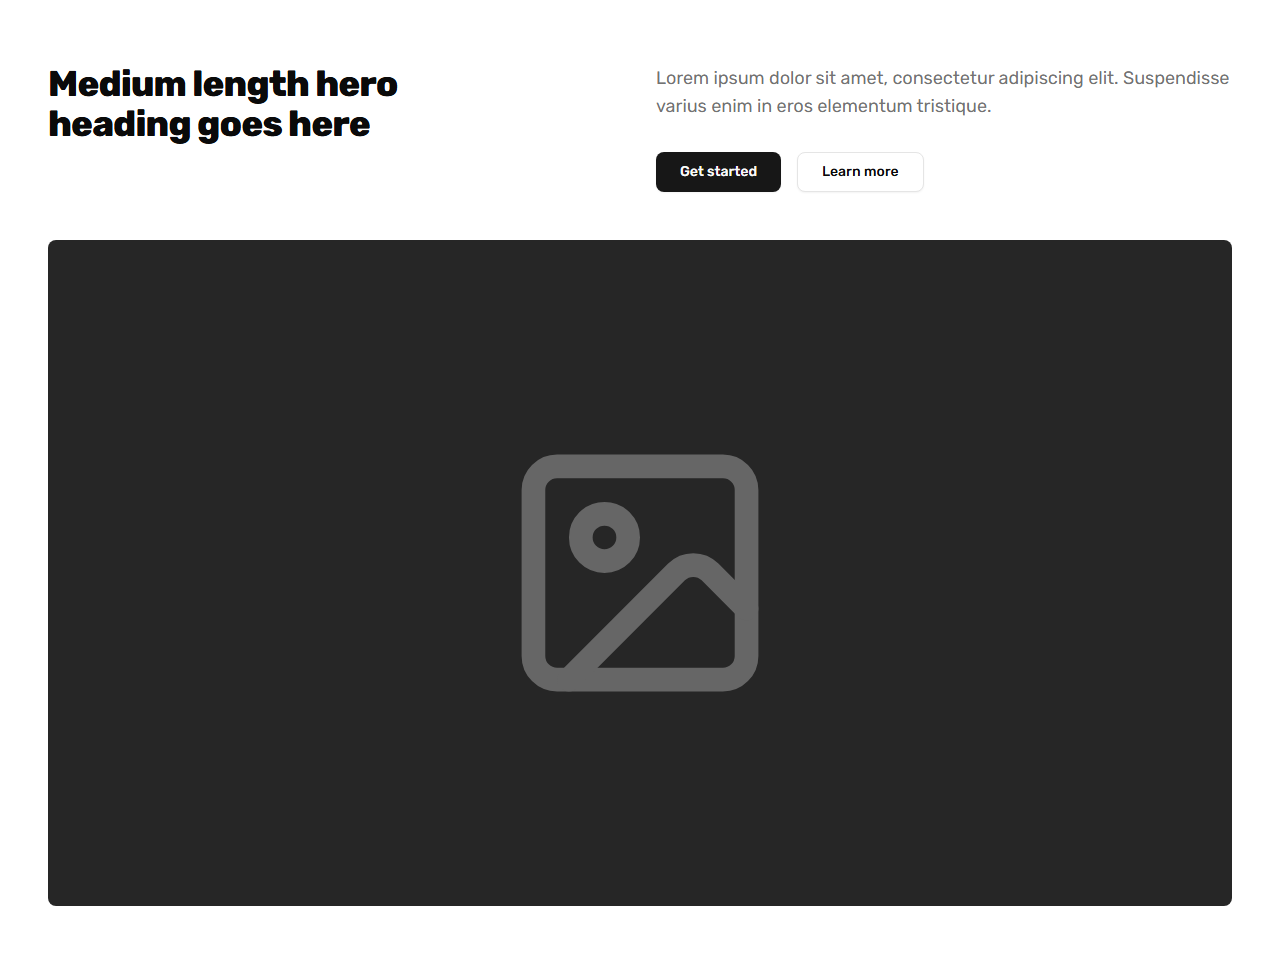 Medium length hero
heading goes here
Lorem ipsum dolor sit amet, consectetur adipiscing elit. Suspendisse
varius enim in eros elementum tristique.
Get started
Learn more